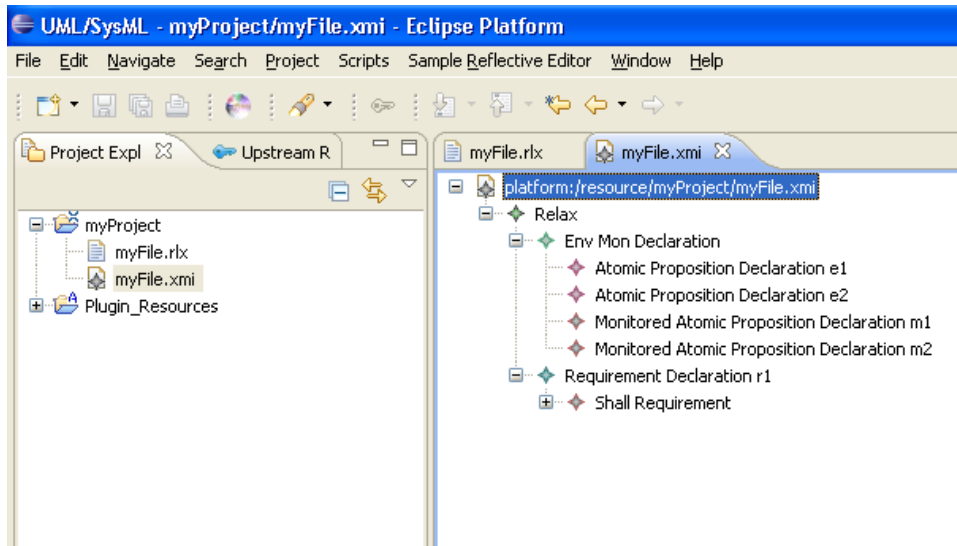 UML/SysML - myProject/myFile.xmi - Eclipse Platform
File Edit Navigate Search Project Scripts Sample Reflective Editor Window Help
Project Expl Upstream R
myProject
myFile.rlx
myFile.xmi
Plugin_Resources
myFile.rlx myFile.xmi
platform:/resource/myProject/myFile.xmi
Relax
Env Mon Declaration
Atomic Proposition Declaration e1
Atomic Proposition Declaration e2
Monitored Atomic Proposition Declaration m1
Monitored Atomic Proposition Declaration m2
Requirement Declaration r1
Shall Requirement